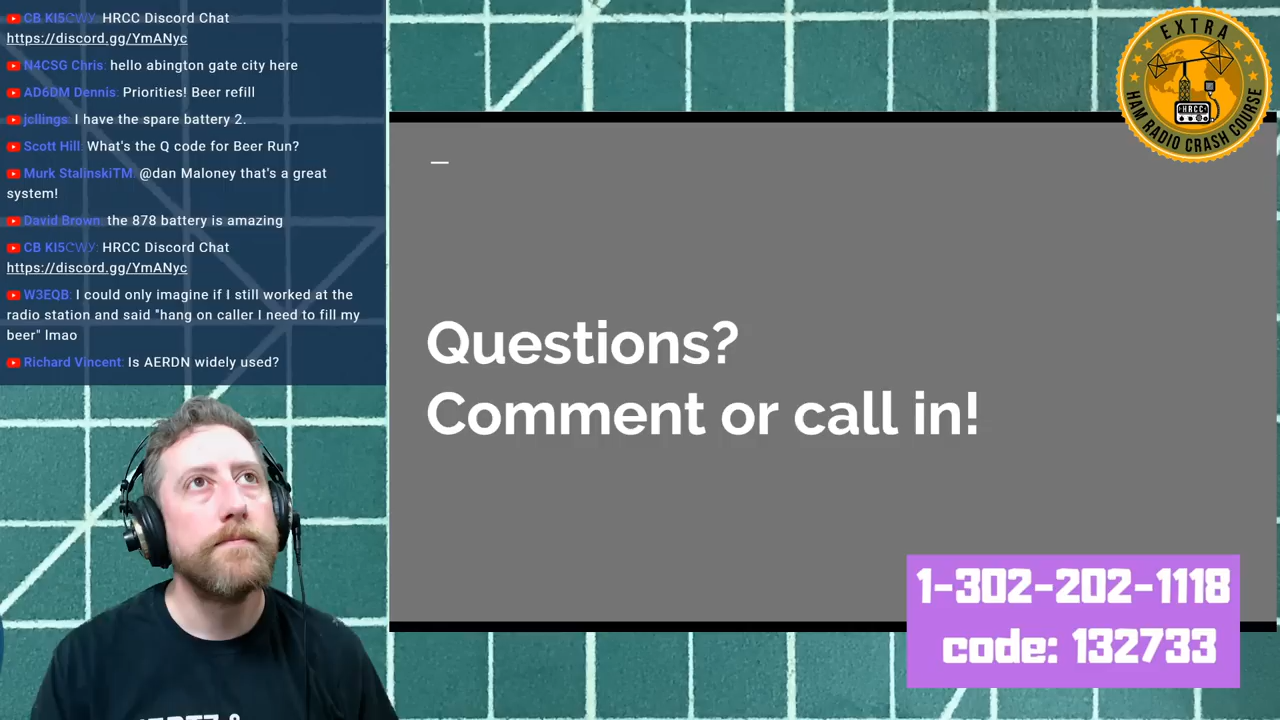 CB KI5CWY: HRCC Discord Chat
https://discord.gg/YmANyc
N4CSG Chris: hello abington gate city here
AD6DM Dennis: Priorities! Beer refill
jcllings: I have the spare battery 2.
Scott Hill: What's the Q code for Beer Run?
Murk StalinskiTM: @dan Maloney that's a great
system!
David Brown: the 878 battery is amazing
CB KI5CWY: HRCC Discord Chat
https://discord.gg/YmANyc
W3EQB: I could only imagine if I still worked at the
radio station and said "hang on caller I need to fill my
beer" lmao
Richard Vincent: Is AERDN widely used?
EXTRA
HRCC
HAM RADIO CRASH COURSE
Questions?
Comment or call in!
1-302-202-1118
code: 132733